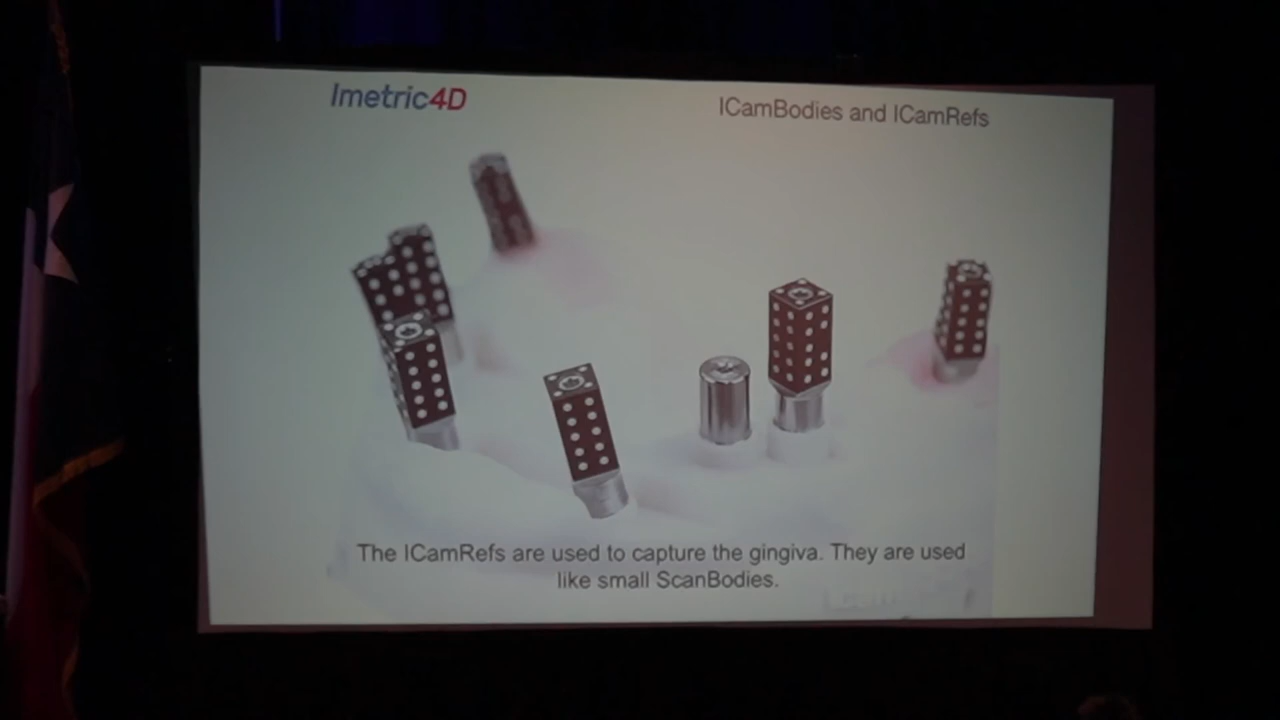 Imetric4D
ICamBodies and ICamRefs
The ICamRefs are used to capture the gingiva. They are used
like small ScanBodies.